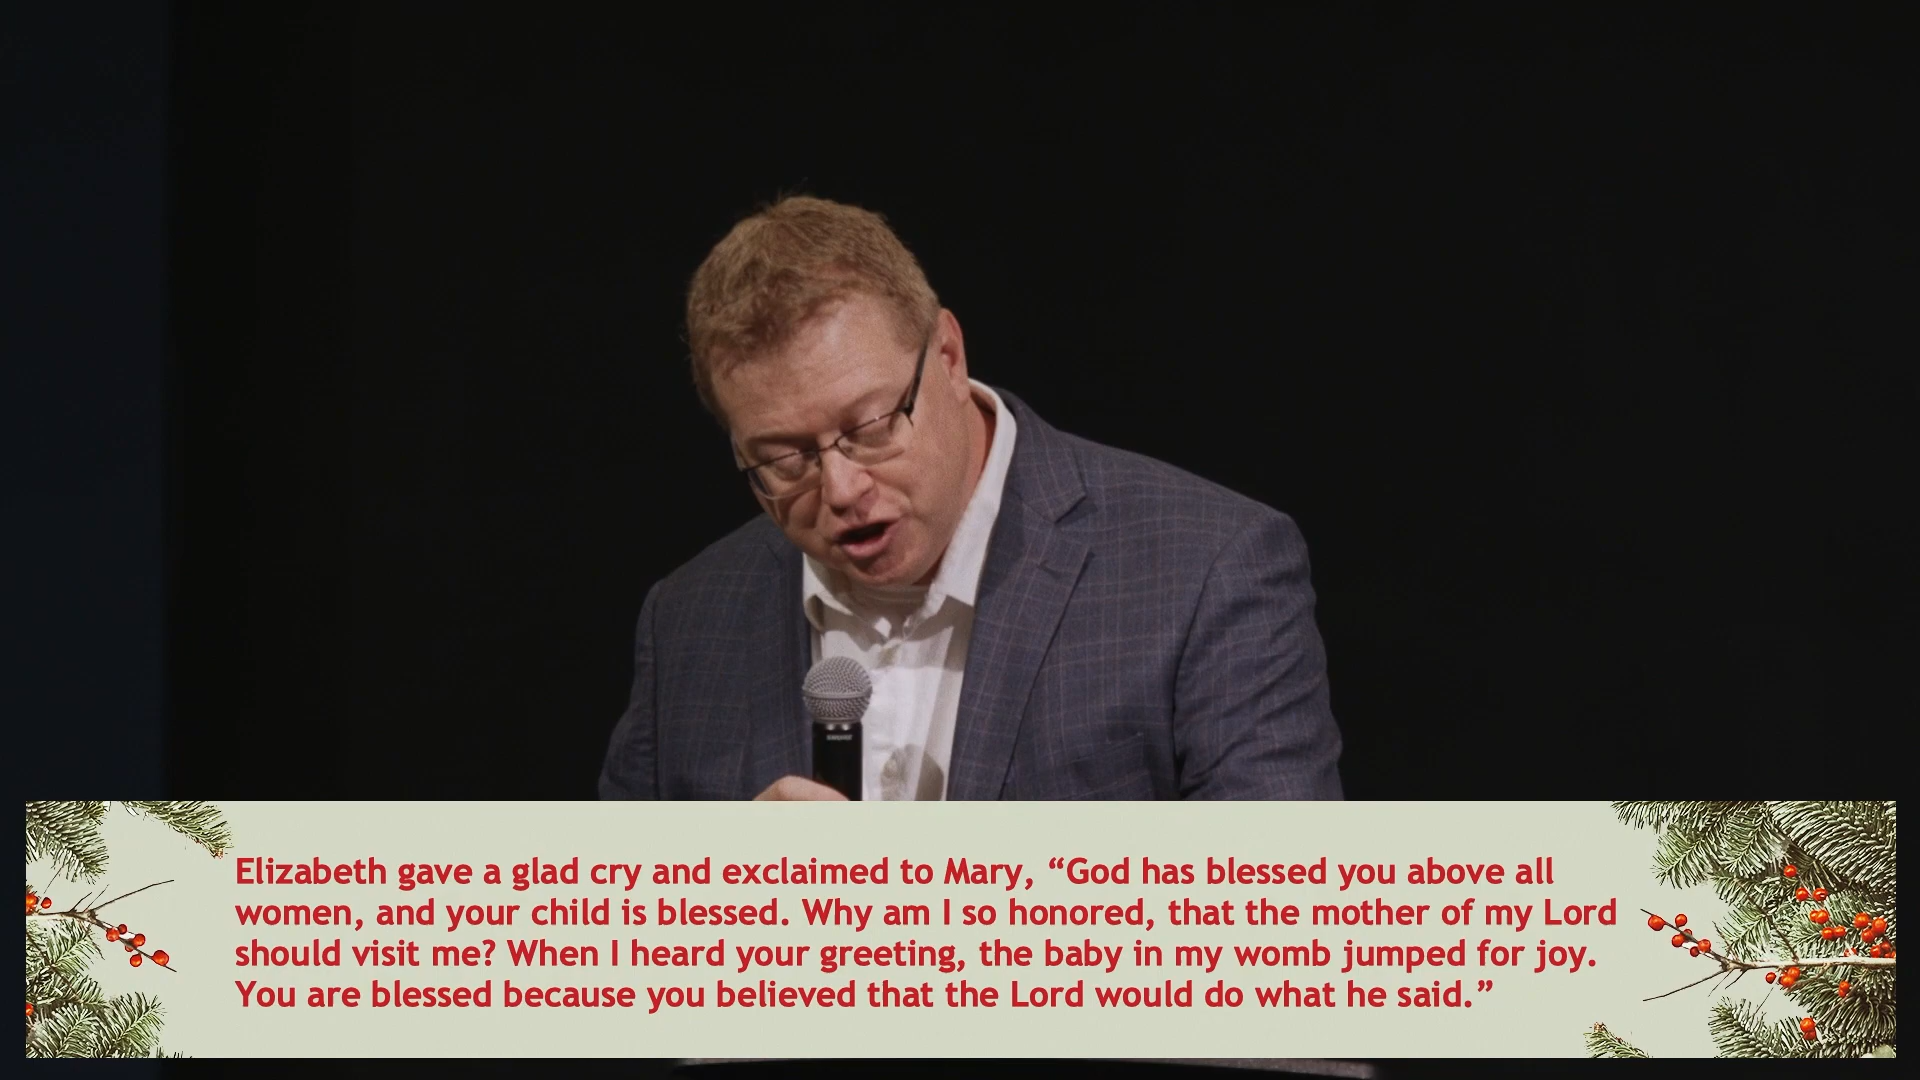 Elizabeth gave a glad cry and exclaimed to Mary, “God has blessed you above all
women, and your child is blessed. Why am I so honored, that the mother of my Lord
should visit me? When I heard your greeting, the baby in my womb jumped for joy.
You are blessed because you believed that the Lord would do what he said.”